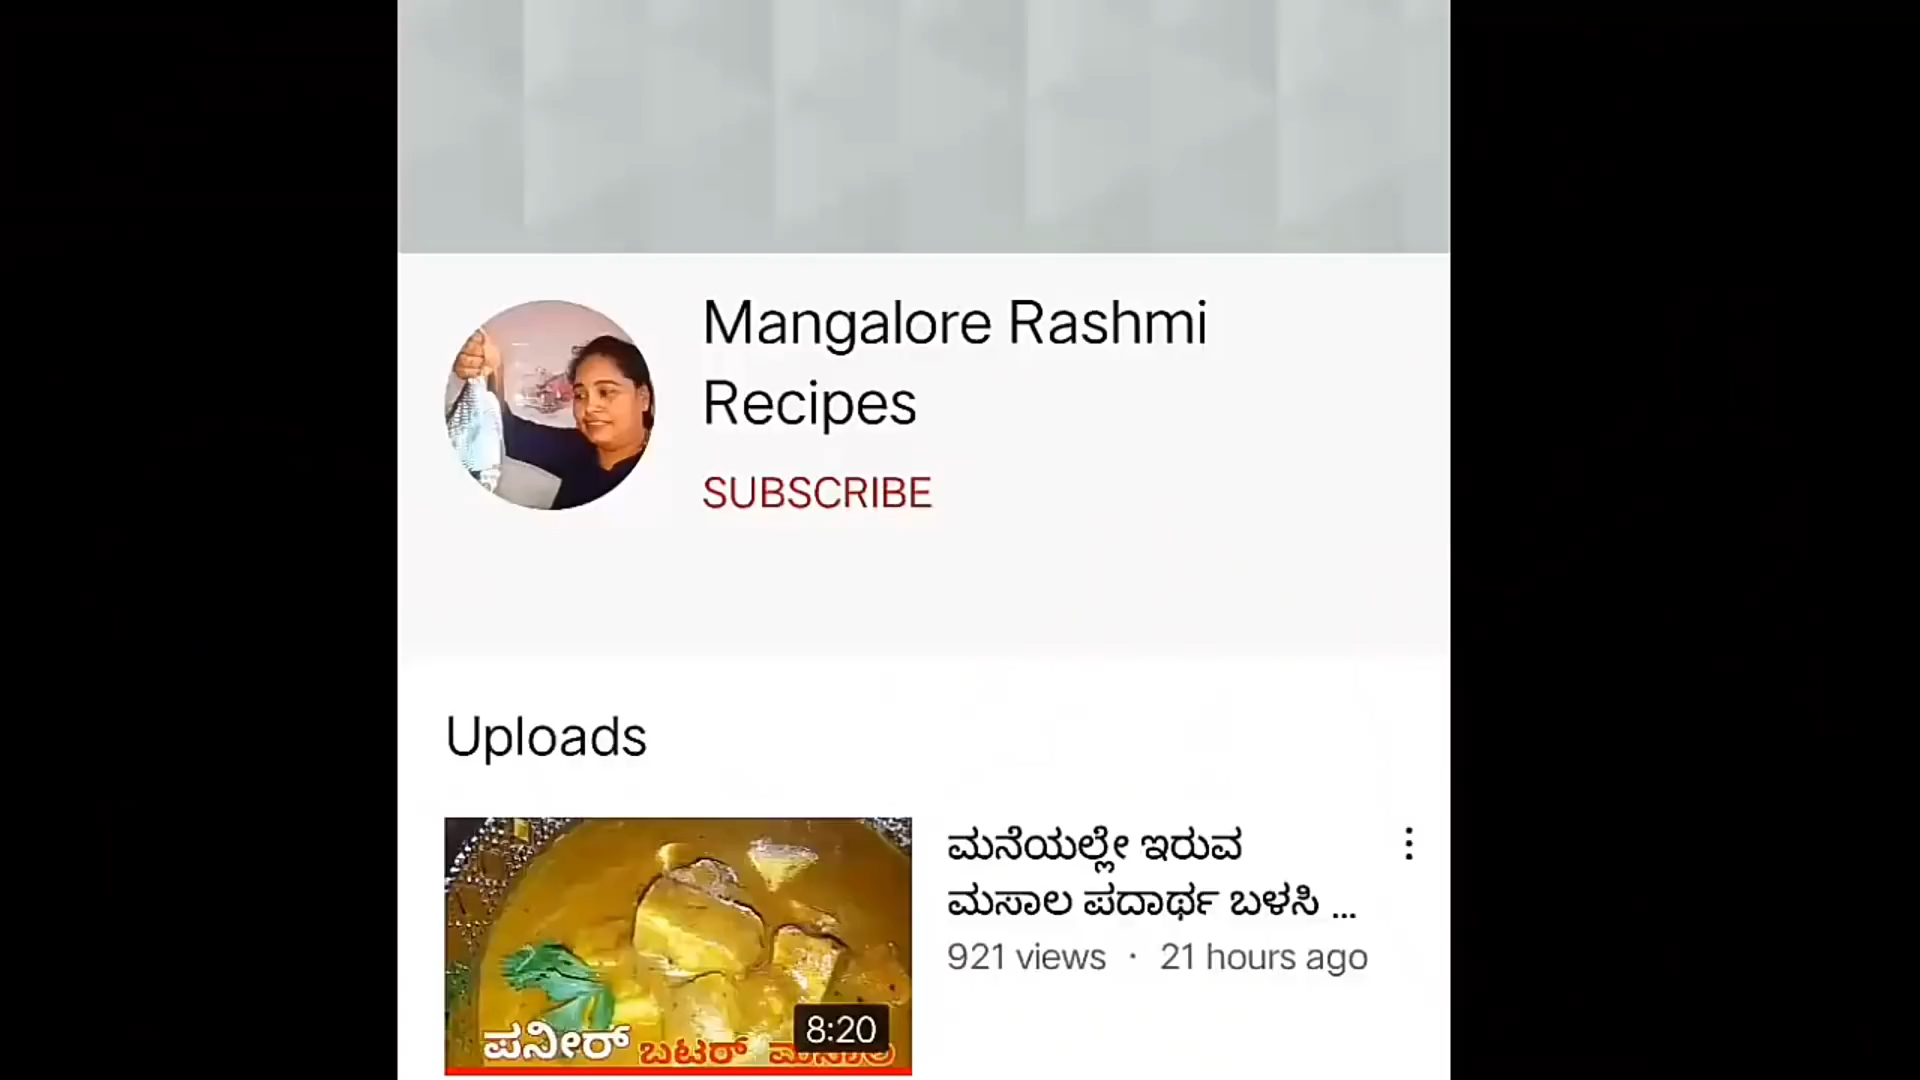 Mangalore Rashmi
Recipes
SUBSCRIBE
Uploads
ಮನೆಯಲ್ಲೇ ಇರುವ
ಮಸಾಲ ಪದಾರ್ಥ ಬಳಸಿ ...
921 views · 21 hours ago
8:20
ಪನೀರ್ ಬಟರ್ ಮಸಾಲ